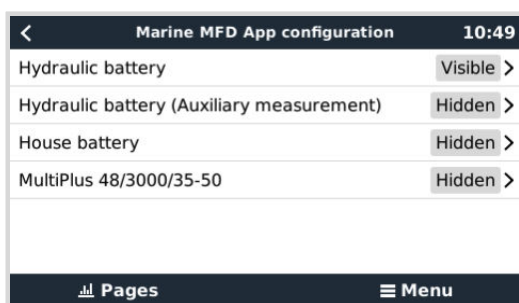 Marine MFD App configuration 10:49
Hydraulic battery Visible
Hydraulic battery (Auxiliary measurement) Hidden
House battery Hidden
MultiPlus 48/3000/35-50 Hidden
Pages Menu